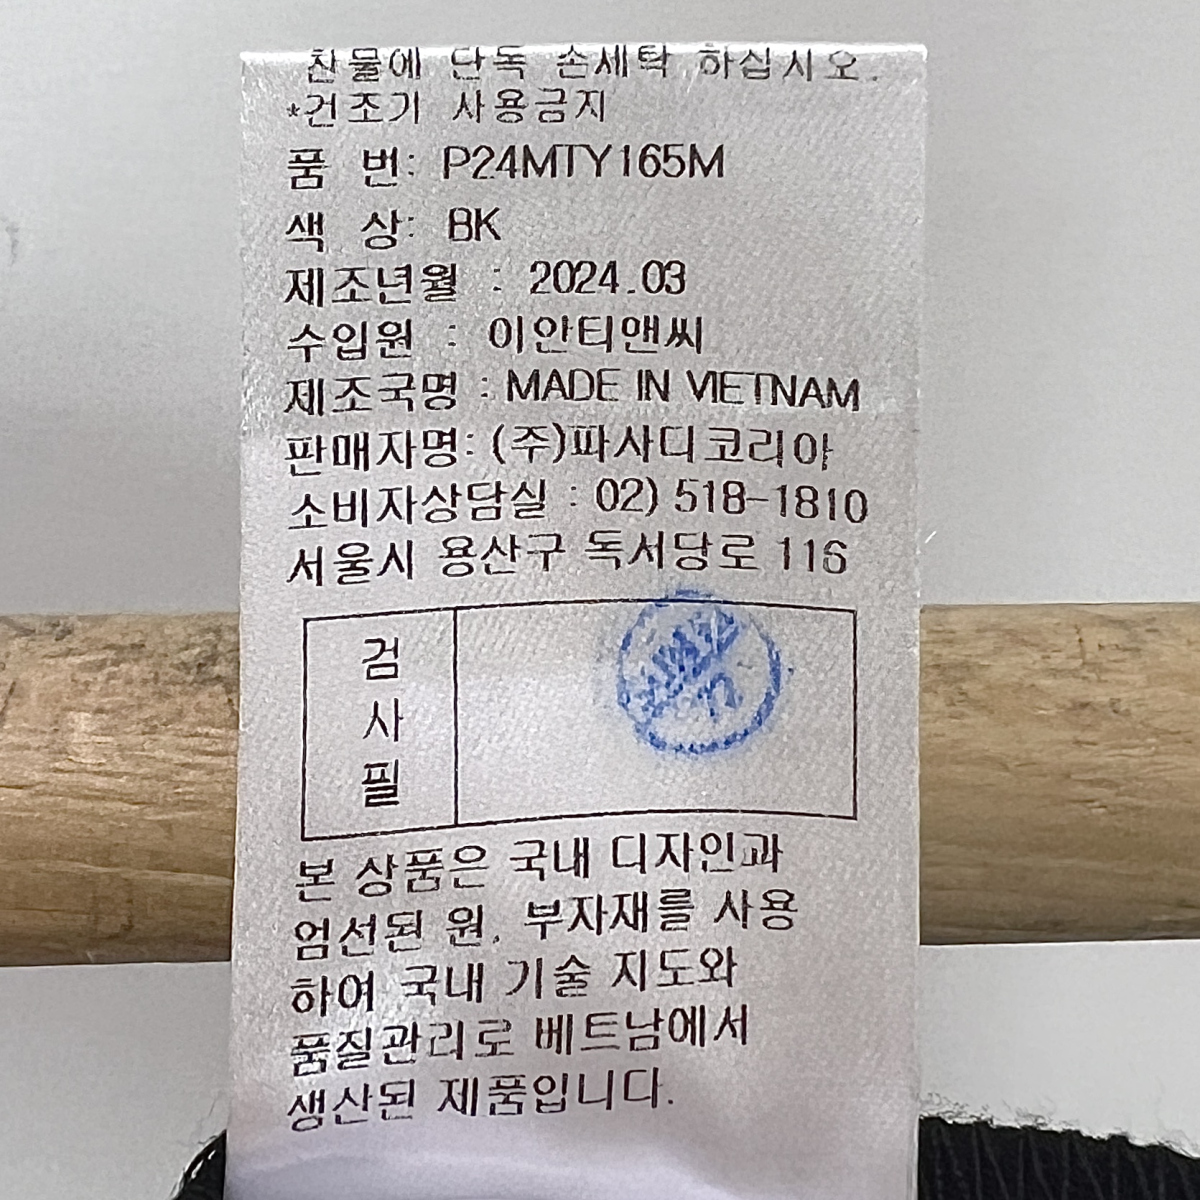 찬물에 단독 손세탁 하십시오.
*건조기 사용금지
품 번: P24MTY165M
색 상: BK
제조년월 : 2024.03
수입원 : 이안티앤씨
제조국명 : MADE IN VIETNAM
판매자명: (주)파사디코리아
소비자상담실 : 02) 518-1810
서울시 용산구 독서당로 116
검
사
필
본 상품은 국내 디자인과
엄선된 원, 부자재를 사용
하여 국내 기술 지도와
품질관리로 베트남에서
생산된 제품입니다.